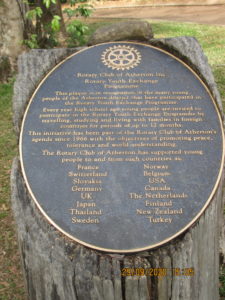 Rotary Club of Atherton Inc.
Rotary Youth Exchange
Programme
This plaque is in recognition of the many young
people of the Atherton district that have participated in
the Rotary Youth Exchange Programme
Every year high school age young people are invited to
participate in the Rotary Youth Exchange Programme by
travelling, studying and living with families in foreign
countries for periods of up to 12 months.
This initiative has been part of the Rotary Club of Atherton's
agenda since 1966 with the objectives of promoting peace,
tolerance and world understanding.
The Rotary Club of Atherton has supported young
people to and from such countries as:
France Norway
Switzerland Belgium
Slovakia USA
Germany Canada
UK The Netherlands
Japan Finland
Thailand New Zealand
Sweden Turkey